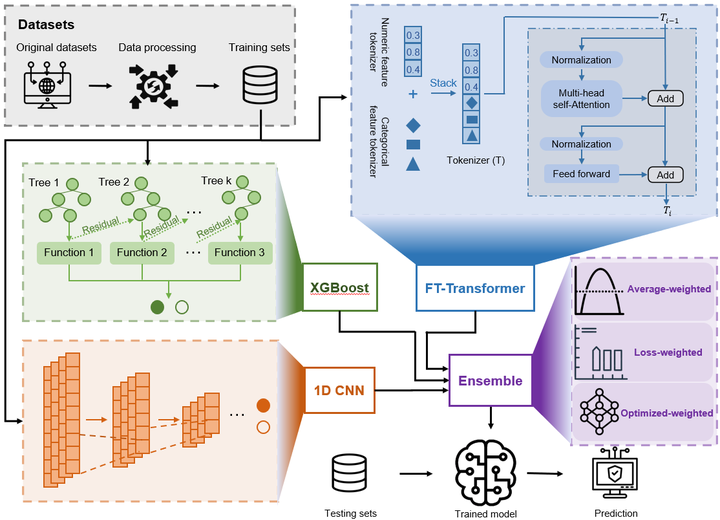 Datasets
Original datasets
Data processing
Training sets
Numeric feature
tokenizer
0.3
0.8
0.4
+
Categorical
feature tokenizer
Stack
0.3
0.8
0.4
Tokenizer (T)
T_{i−1}
Normalization
Multi-head
self-Attention
Add
Normalization
Feed forward
Add
T_i
Tree 1
Tree 2
Tree k
...
Residual
Residual
Residual
Function 1
Function 2
...
Function 3
XGBoost
FT-Transformer
1D CNN
...
Ensemble
Average-weighted
Loss-weighted
Optimized-weighted
Testing sets
Trained model
Prediction